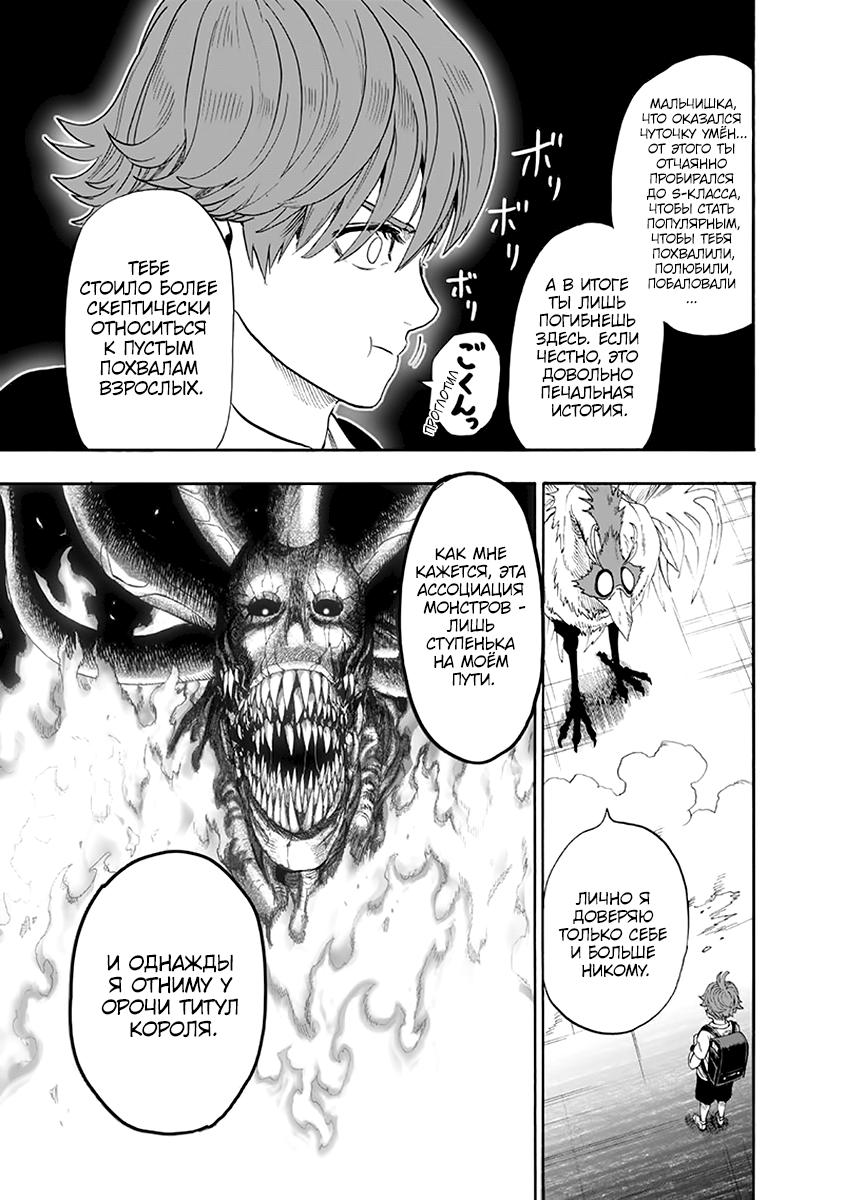 МАЛЬЧИШКА,
ЧТО ОКАЗАЛСЯ
ЧУТОЧКУ УМЁН...
ОТ ЭТОГО ТЫ
ОТЧАЯННО
ПРОБИРАЛСЯ
ДО S-КЛАССА,
ЧТОБЫ СТАТЬ
ПОПУЛЯРНЫМ,
ЧТОБЫ ТЕБЯ
ПОХВАЛИЛИ,
ПОЛЮБИЛИ,
ПОБАЛОВАЛИ
...
А В ИТОГЕ
ТЫ ЛИШЬ
ПОГИБНЕШЬ
ЗДЕСЬ. ЕСЛИ
ЧЕСТНО, ЭТО
ДОВОЛЬНО
ПЕЧАЛЬНАЯ
ИСТОРИЯ.
ボリ
ボリ
ボリ
ごくんっ
ПРОГЛОТИЛ
ТЕБЕ
СТОИЛО БОЛЕЕ
СКЕПТИЧЕСКИ
ОТНОСИТЬСЯ
К ПУСТЫМ
ПОХВАЛАМ
ВЗРОСЛЫХ.
ЛИЧНО Я
ДОВЕРЯЮ
ТОЛЬКО СЕБЕ
И БОЛЬШЕ
НИКОМУ.
КАК МНЕ
КАЖЕТСЯ, ЭТА
АССОЦИАЦИЯ
МОНСТРОВ -
ЛИШЬ
СТУПЕНЬКА
НА МОЁМ
ПУТИ.
И ОДНАЖДЫ
Я ОТНИМУ У
ОРОЧИ ТИТУЛ
КОРОЛЯ.